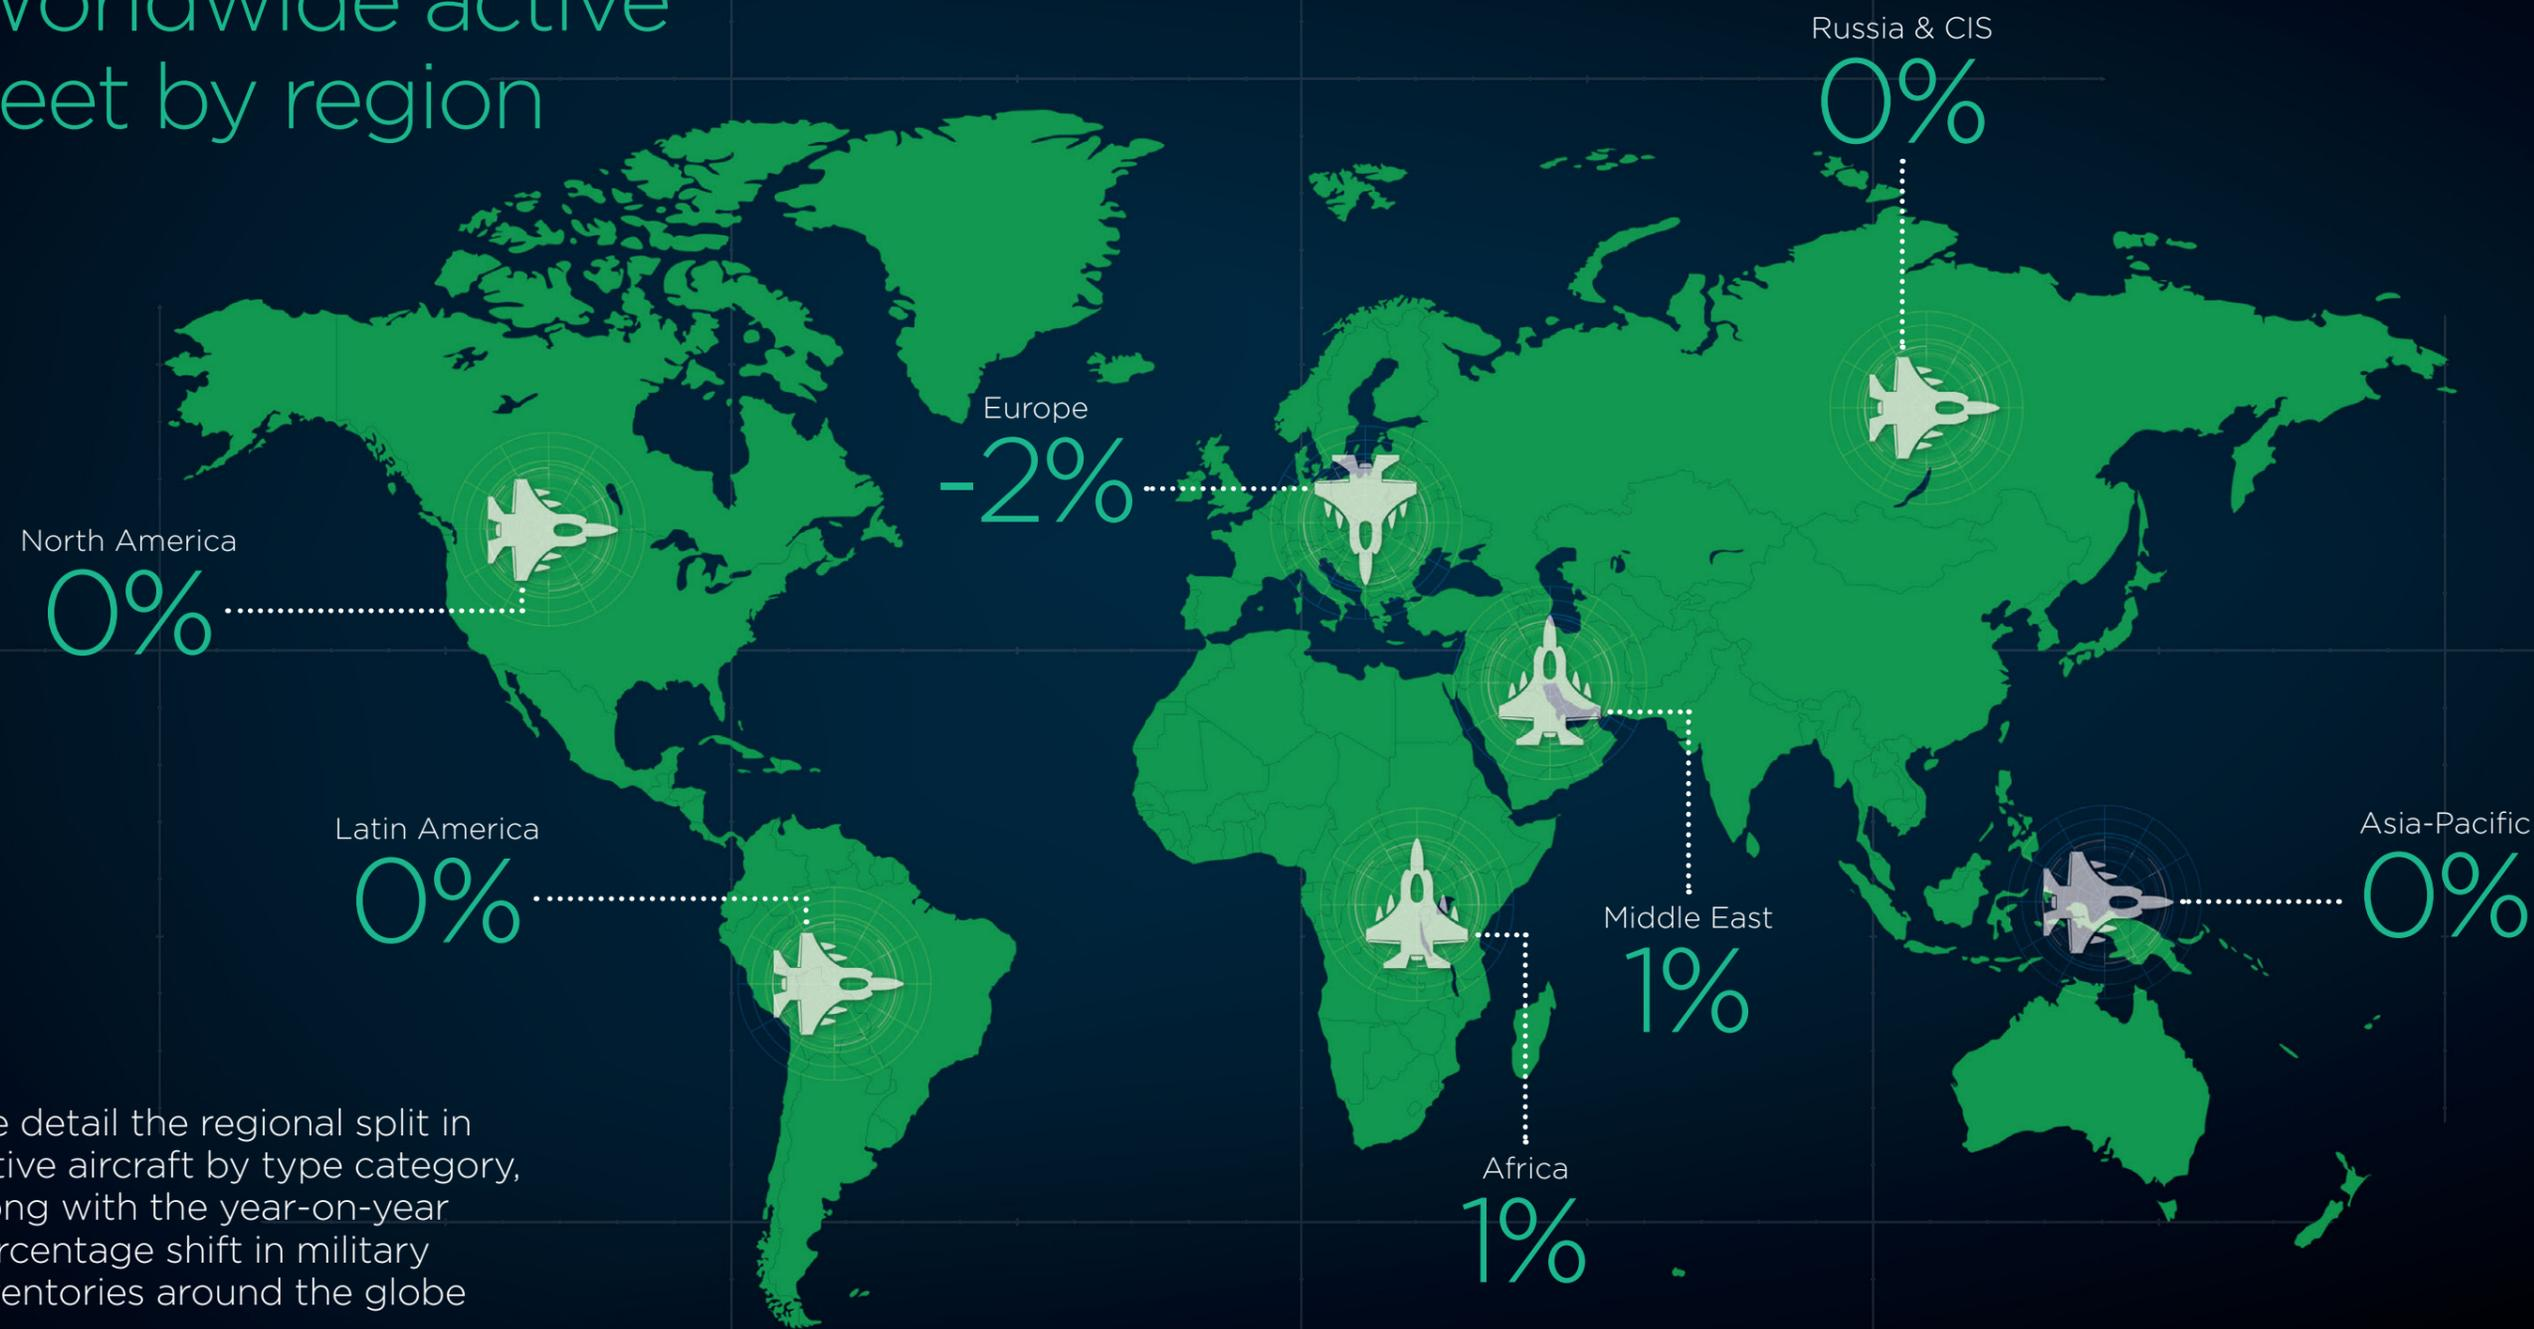 Worldwide active
eet by region
Russia & CIS
0%
Europe
-2%
North America
0%
Latin America
0%
Middle East
1%
Asia-Pacific
0%
Africa
1%
e detail the regional split in
tive aircraft by type category,
ong with the year-on-year
rcentage shift in military
entories around the globe